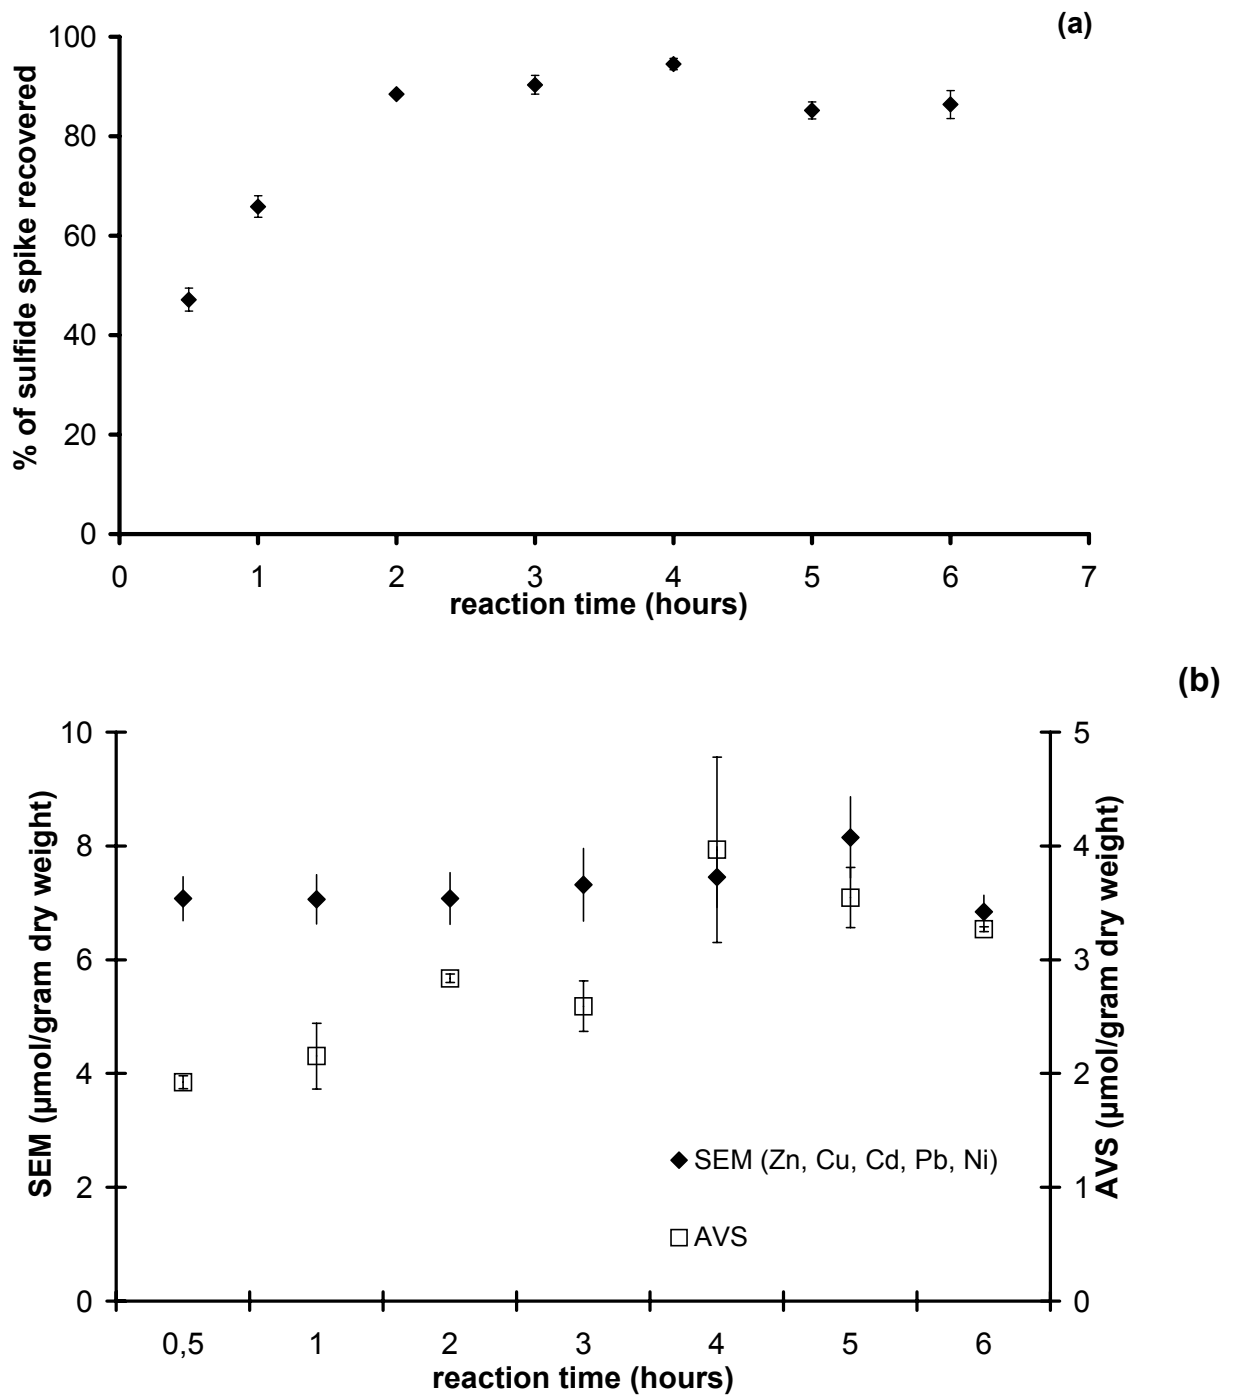 (a)
% of sulfide spike recovered
100
80
60
40
20
0
0 1 2 3 4 5 6 7
reaction time (hours)
(b)
SEM (µmol/gram dry weight)
10
8
6
4
2
0
5
4
3
2
1
0
AVS (µmol/gram dry weight)
SEM (Zn, Cu, Cd, Pb, Ni)
AVS
0,5 1 2 3 4 5 6
reaction time (hours)